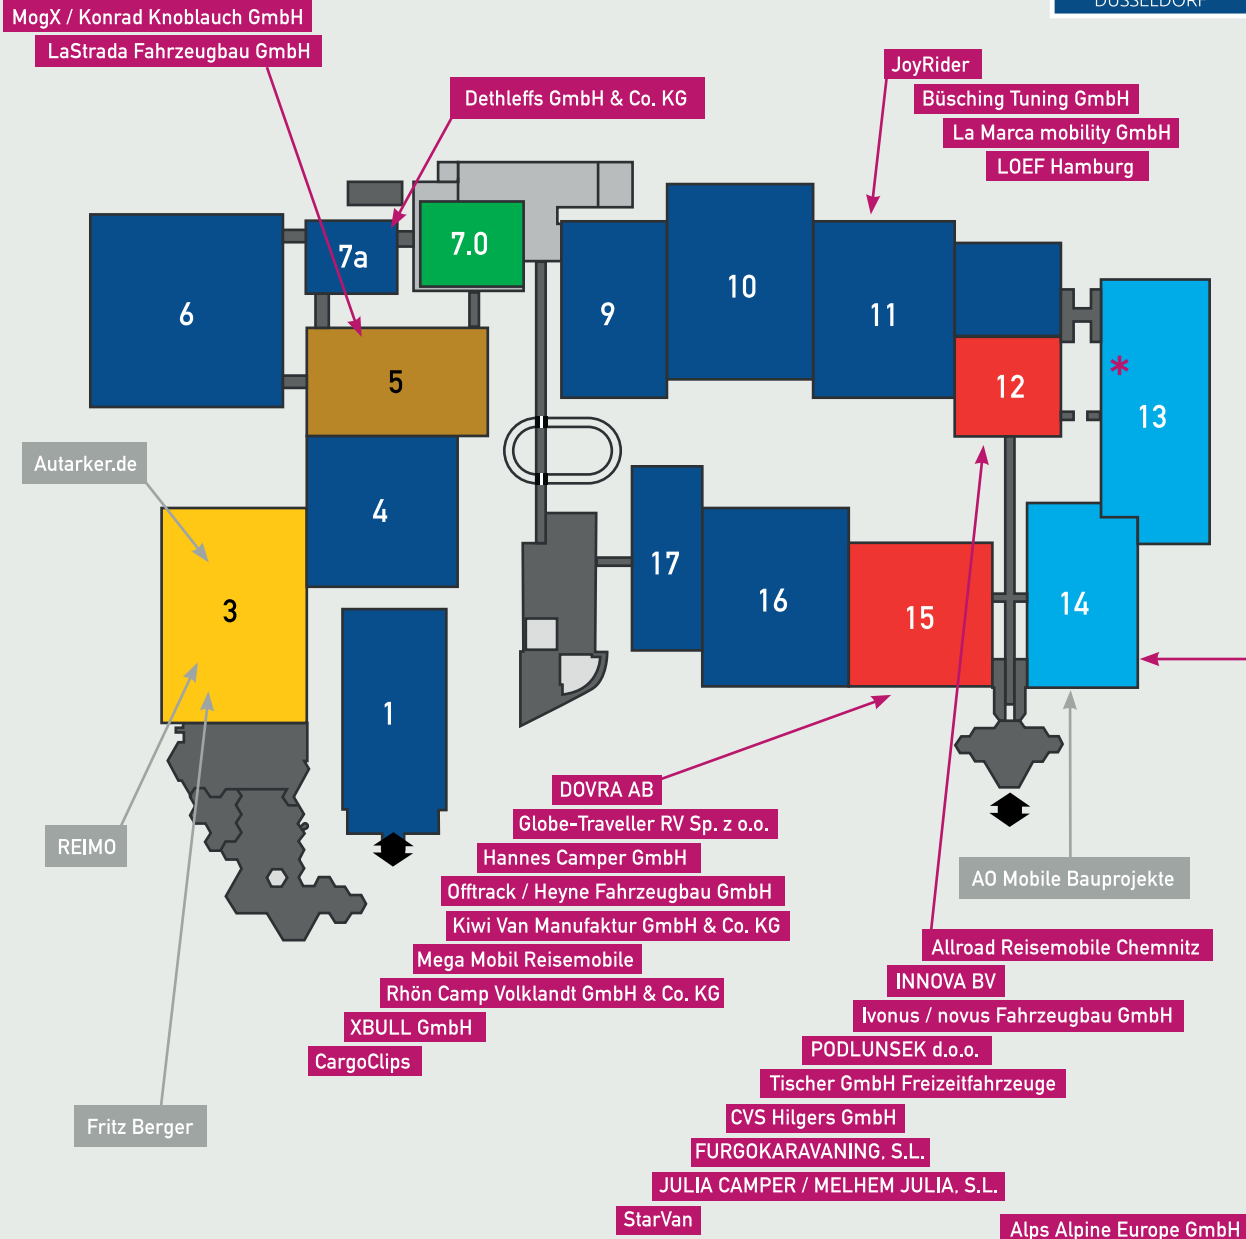 DÜSSELDORF
MogX / Konrad Knoblauch GmbH
LaStrada Fahrzeugbau GmbH
Dethleffs GmbH & Co. KG
JoyRider
Büsching Tuning GmbH
La Marca mobility GmbH
LOEF Hamburg
6
7a
7.0
9
10
11
12
*
13
5
4
Autarker.de
3
1
17
16
15
14
REIMO
Fritz Berger
DOVRA AB
Globe-Traveller RV Sp. z o.o.
Hannes Camper GmbH
Offtrack / Heyne Fahrzeugbau GmbH
Kiwi Van Manufaktur GmbH & Co. KG
Mega Mobil Reisemobile
Rhön Camp Volklandt GmbH & Co. KG
XBULL GmbH
CargoClips
AO Mobile Bauprojekte
Allroad Reisemobile Chemnitz
INNOVA BV
Ivonus / novus Fahrzeugbau GmbH
PODLUNSEK d.o.o.
Tischer GmbH Freizeitfahrzeuge
CVS Hilgers GmbH
FURGOKARAVANING, S.L.
JULIA CAMPER / MELHEM JULIA, S.L.
StarVan
Alps Alpine Europe GmbH